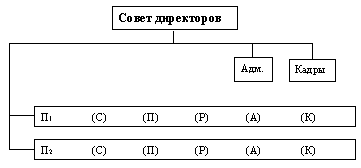 Совет директоров
Адм. Кадры
П1 (С) (П) (Р) (А) (К)
П2 (С) (П) (Р) (А) (К)